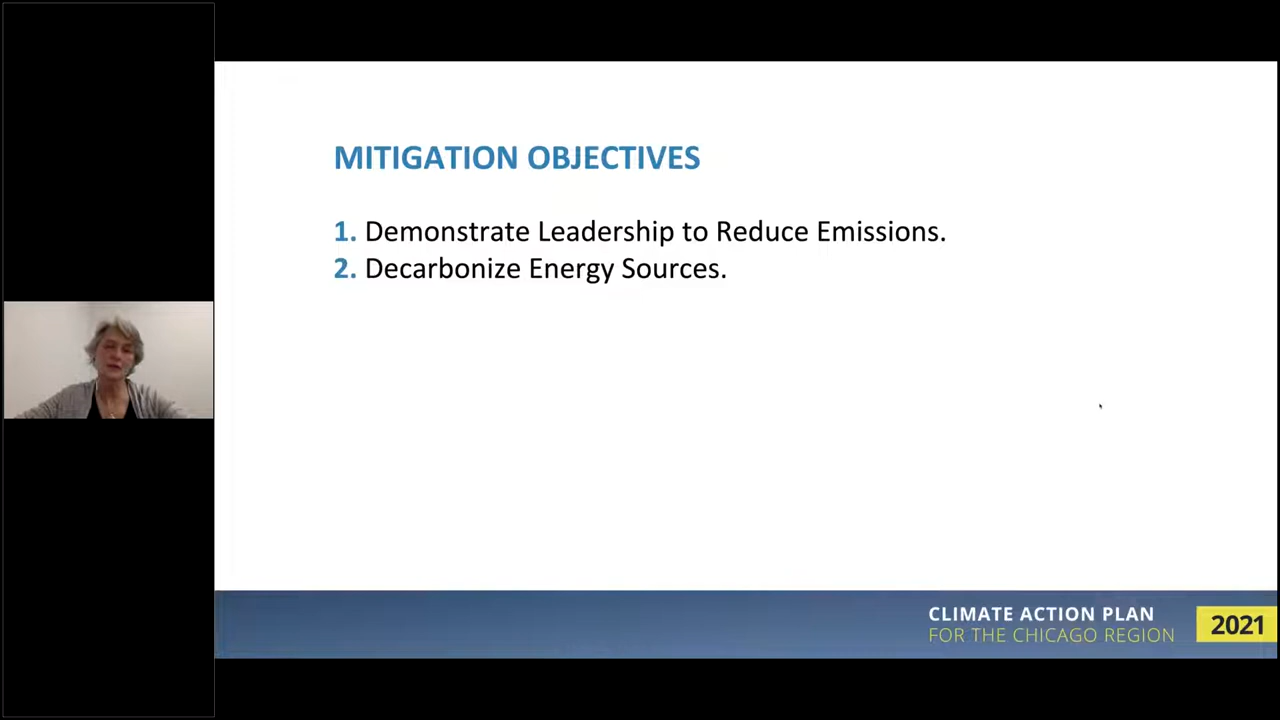 MITIGATION OBJECTIVES
1. Demonstrate Leadership to Reduce Emissions.
2. Decarbonize Energy Sources.
CLIMATE ACTION PLAN
FOR THE CHICAGO REGION
2021